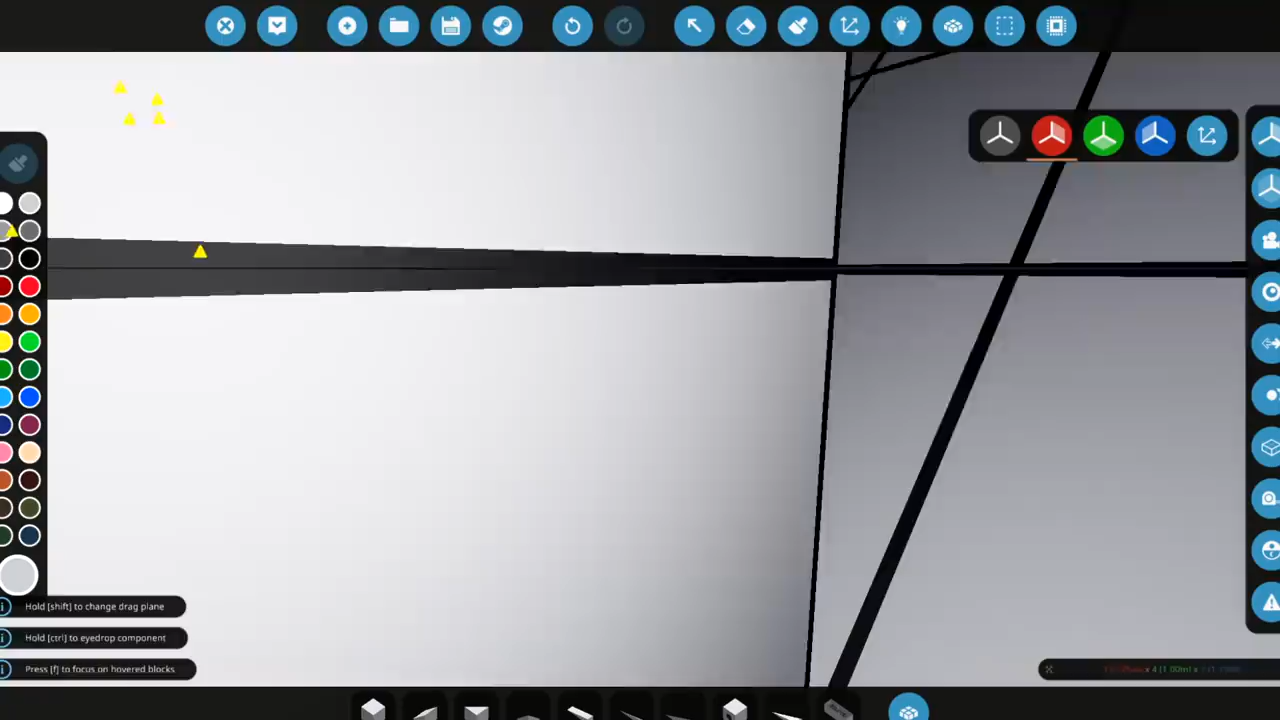 Hold [shift] to change drag plane
Hold [ctrl] to eyedrop component
Press [f] to focus on hovered blocks